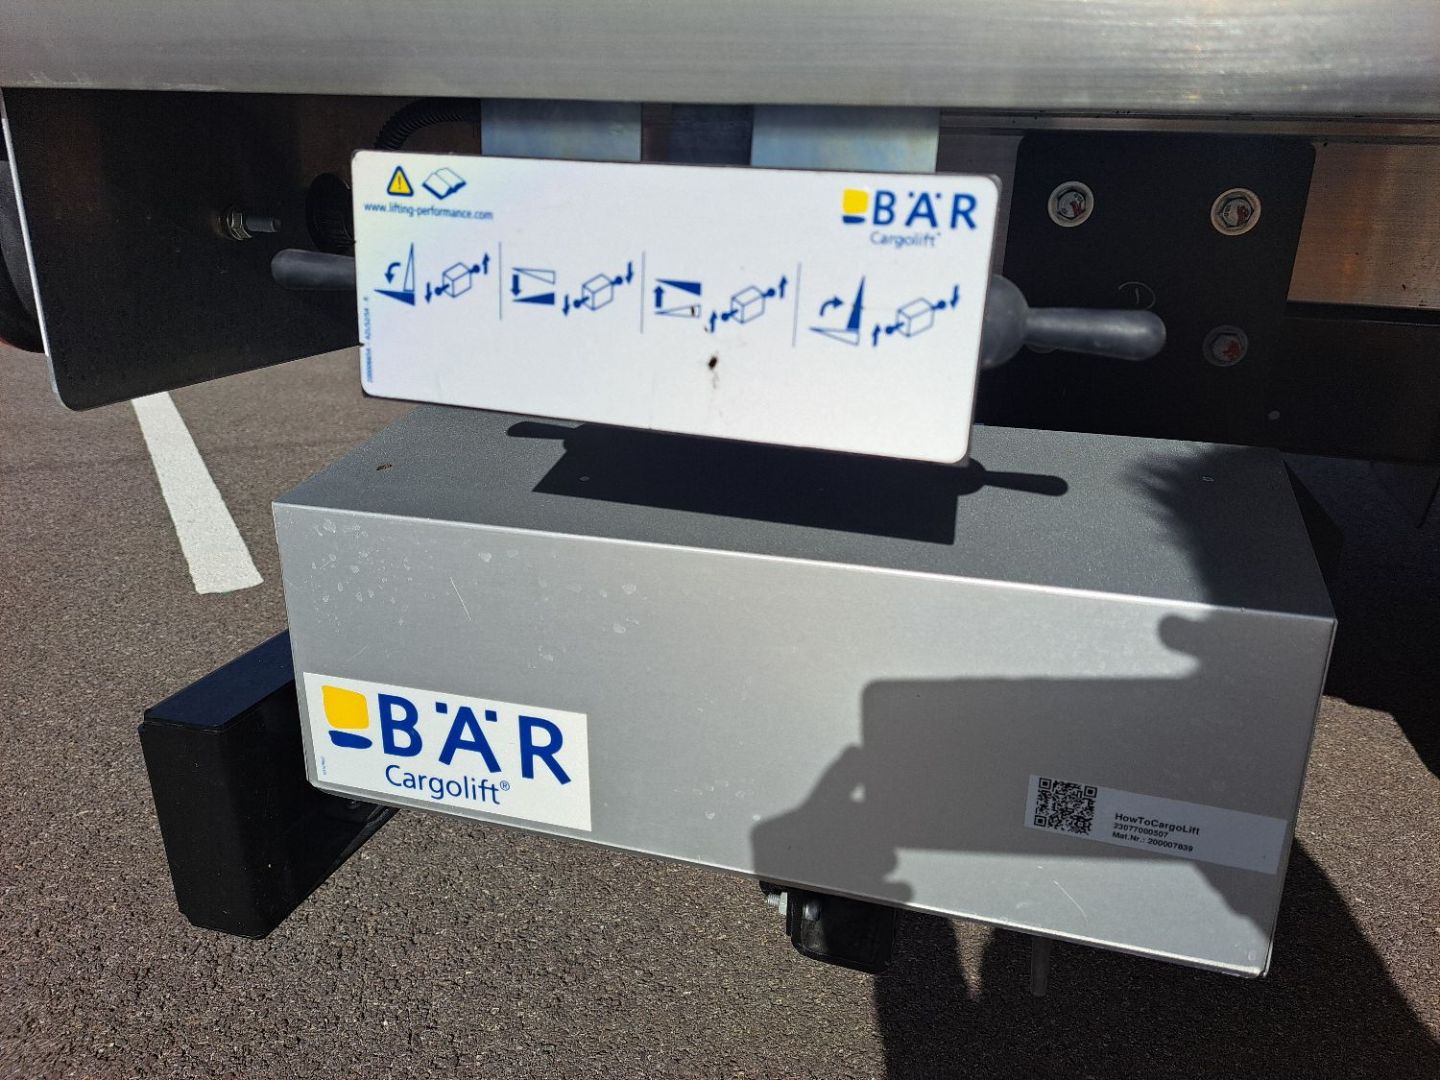 www.lifting-performance.com
BÄR
Cargolift
BÄR
Cargolift®
HowToCargoLift
23077000507
Mat.Nr.: 200007839